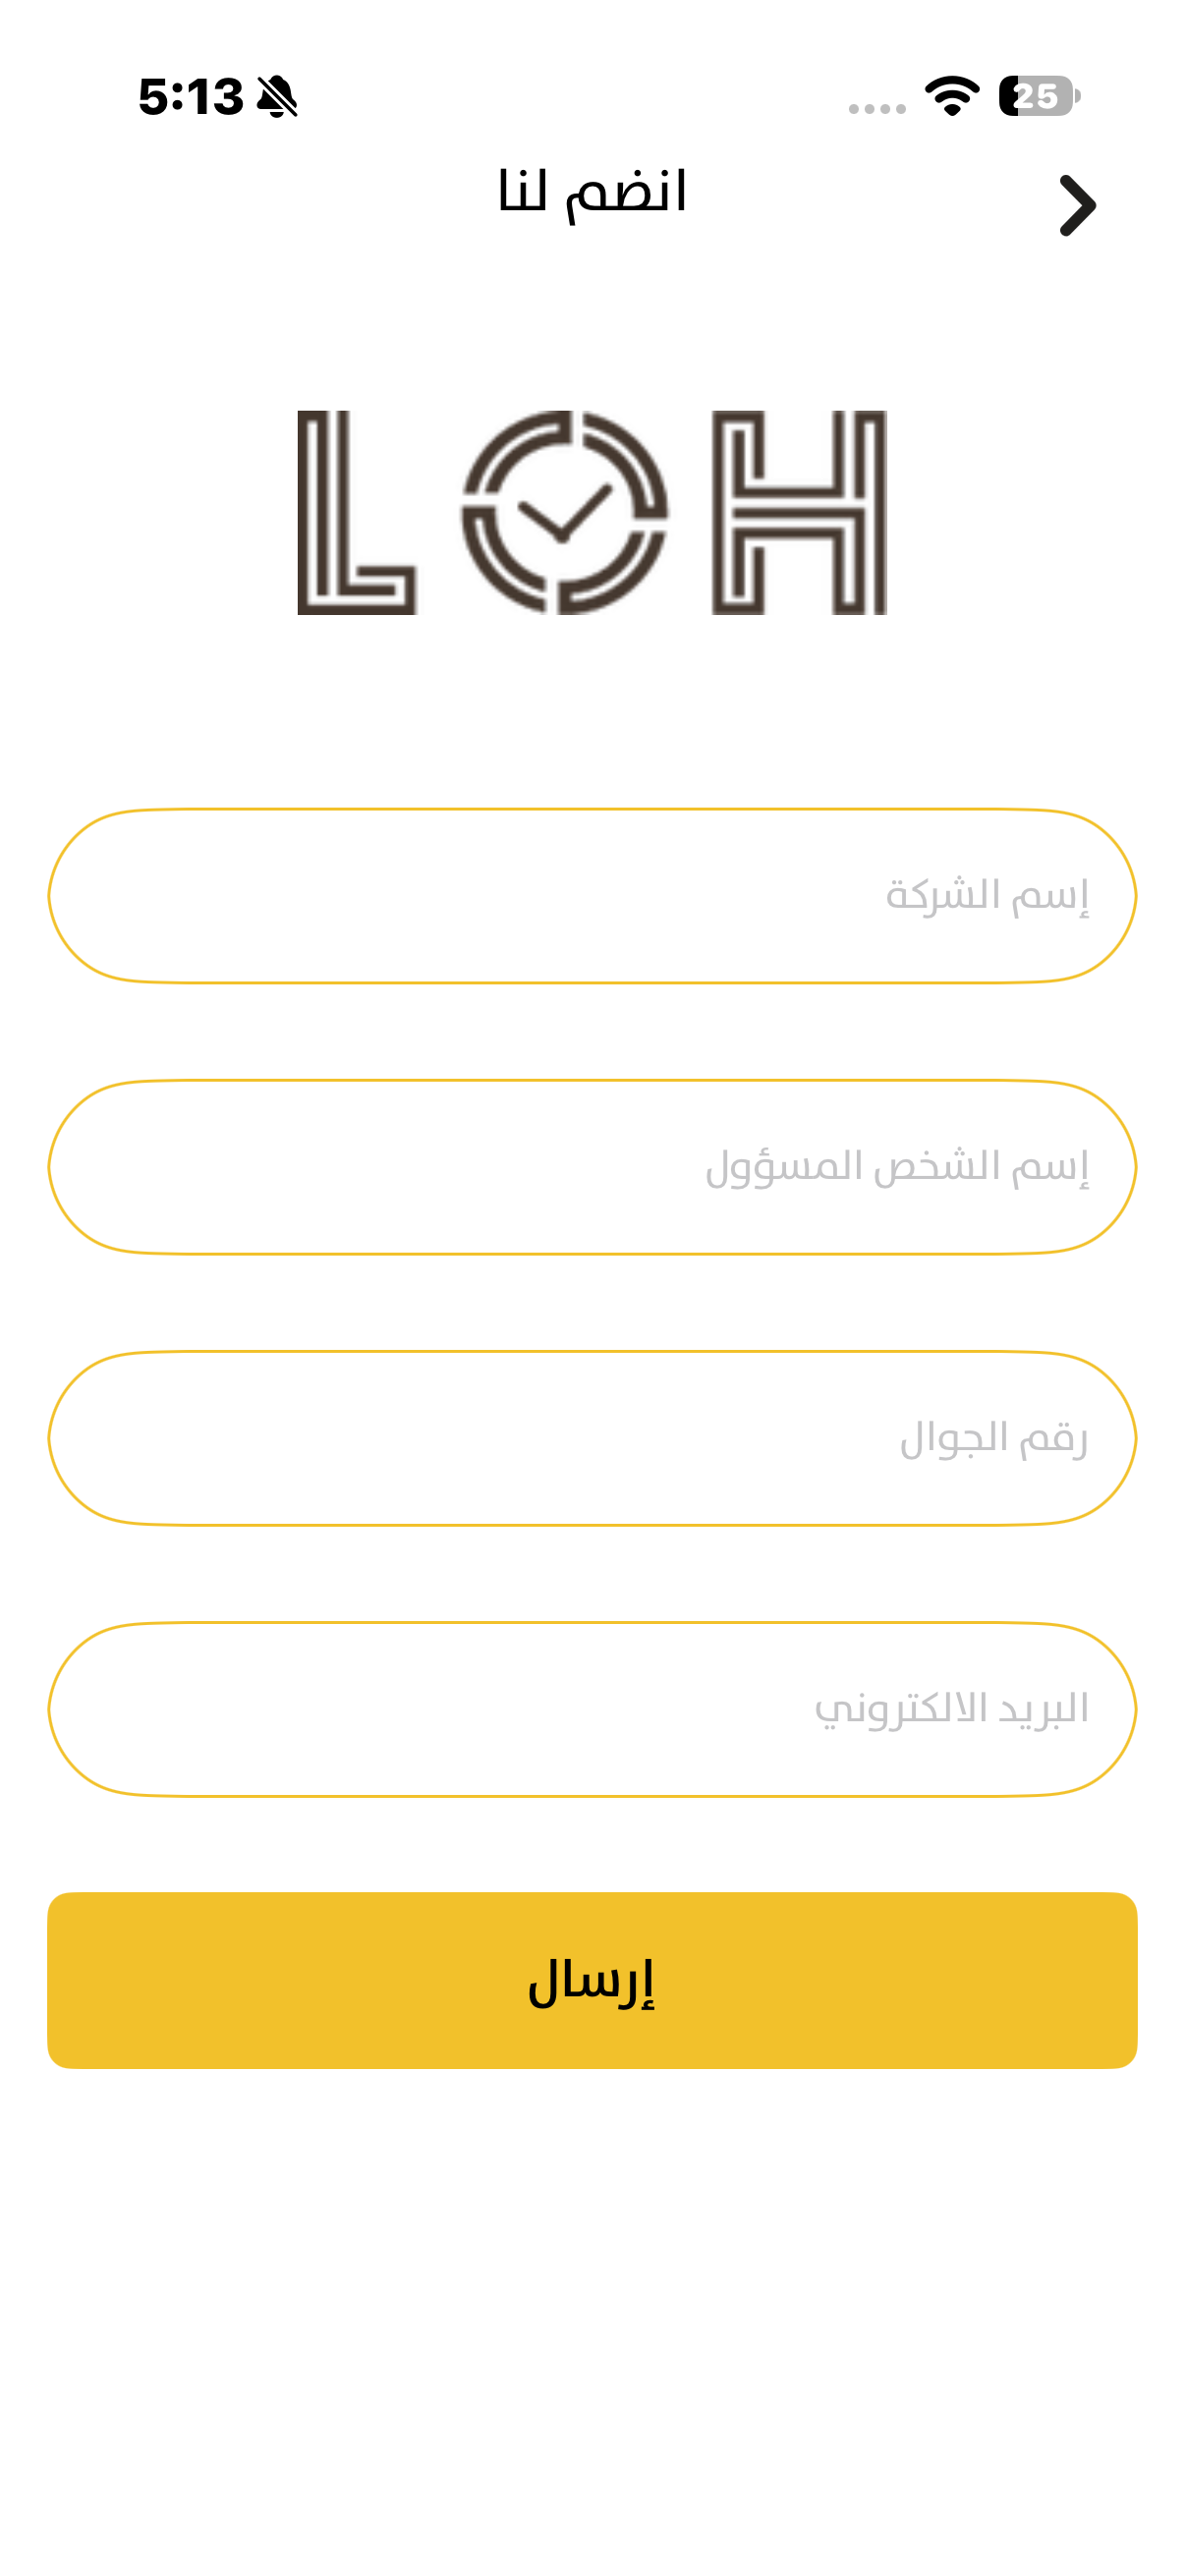 5:13
25
انضم لنا
LOH
إسم الشركة
إسم الشخص المسؤول
رقم الجوال
البريد الالكتروني
إرسال